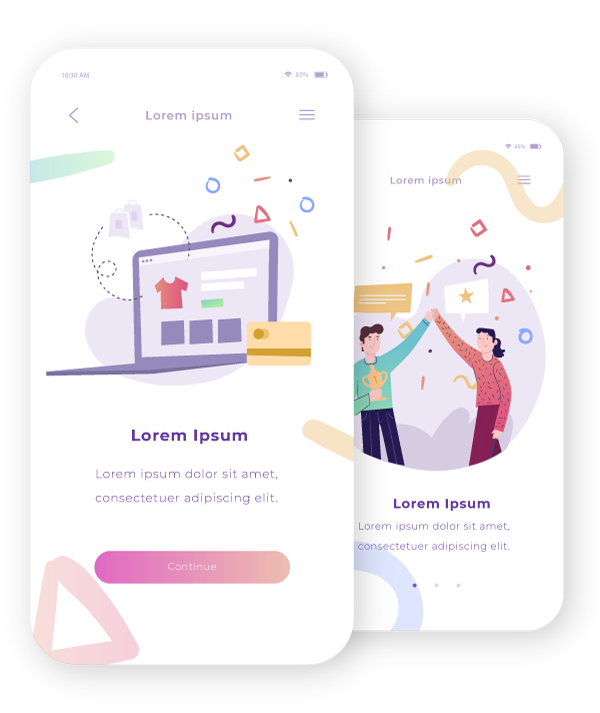 10:30 AM
85%
Lorem ipsum
Lorem Ipsum
Lorem ipsum dolor sit amet,
consectetuer adipiscing elit.
Continue
85%
Lorem ipsum
Lorem Ipsum
Lorem ipsum dolor sit amet,
consectetuer adipiscing elit.